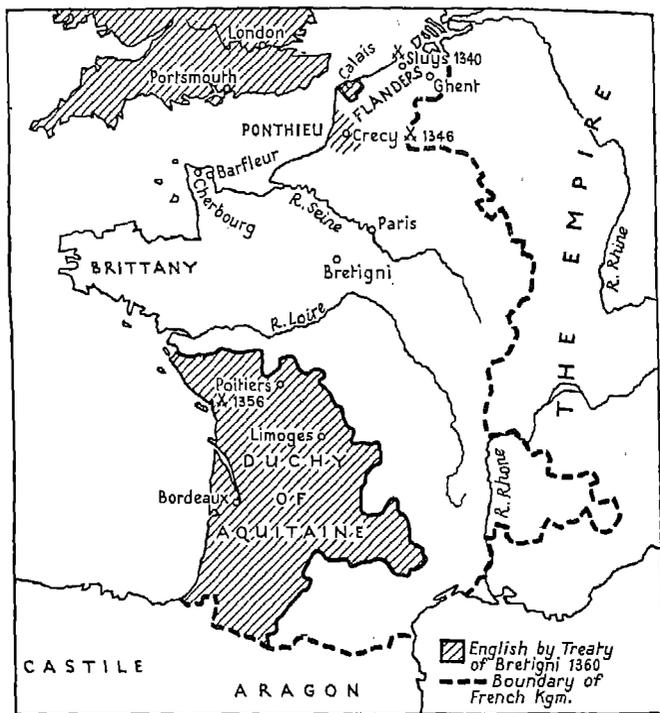 London
Portsmouth
Calais
Sluys 1340
FLANDERS
Ghent
PONTHIEU
Crecy
1346
Barfleur
Cherbourg
R. Seine
Paris
BRITTANY
Bretigni
R. Loire
THE EMPIRE
R. Rhine
Poitiers
1356
Limoges
DUCHY
OF
AQUITAINE
Bordeaux
R. Rhone
CASTILE
ARAGON
English by Treaty
of Bretigni 1360
Boundary of
French Kgm.